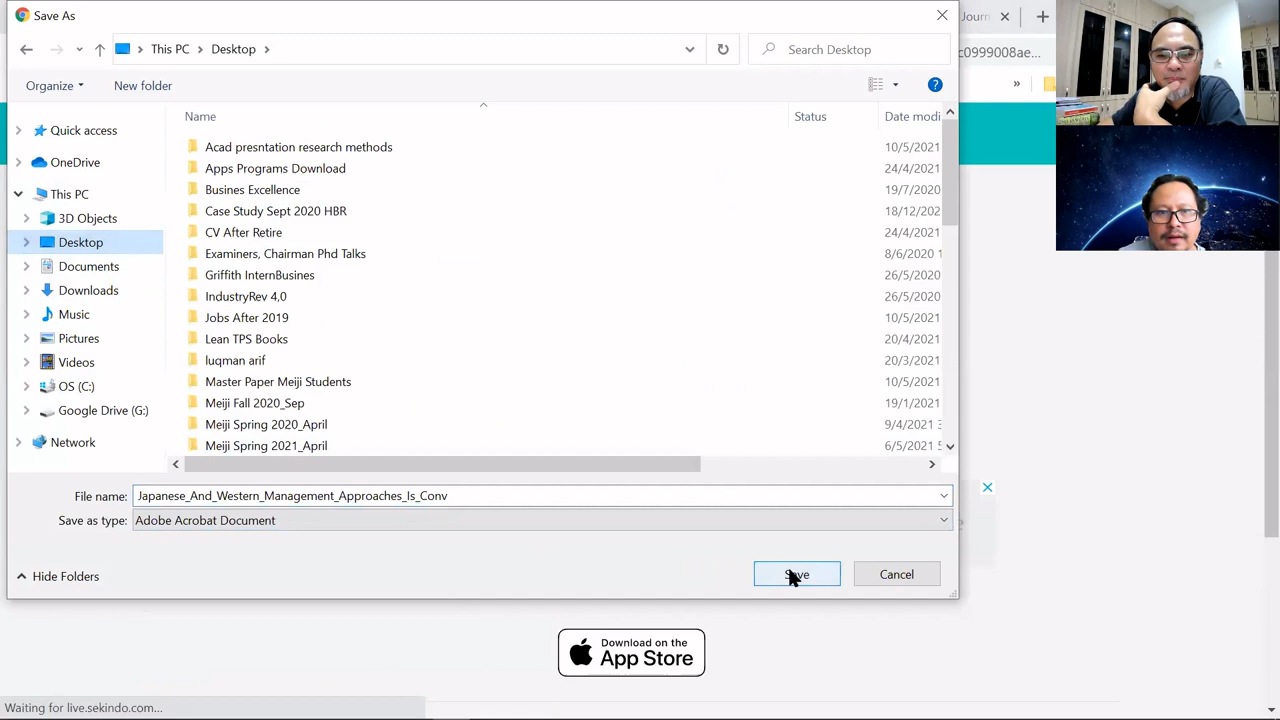 Save As
Journ
This PC
Desktop
Search Desktop
c0999008ae...
Organize
New folder
»
Name
Status
Date modi
Quick access
OneDrive
This PC
3D Objects
Desktop
Documents
Downloads
Music
Pictures
Videos
OS (C:)
Google Drive (G:)
Network
Acad presntation research methods 10/5/2021
Apps Programs Download 24/4/2021
Busines Excellence 19/7/2020
Case Study Sept 2020 HBR 18/12/202
CV After Retire 24/4/2021
Examiners, Chairman Phd Talks 8/6/2020 1
Griffith InternBusines 26/5/2020
IndustryRev 4,0 26/5/2020
Jobs After 2019 10/5/2021
Lean TPS Books 20/4/2021
luqman arif 20/3/2021
Master Paper Meiji Students 10/5/2021
Meiji Fall 2020_Sep 19/1/2021
Meiji Spring 2020_April 9/4/2021 3
Meiji Spring 2021_April 6/5/2021 5
File name: Japanese_And_Western_Management_Approaches_Is_Conv
Save as type: Adobe Acrobat Document
Hide Folders
Save
Cancel
Download on the
App Store
Waiting for live.sekindo.com...